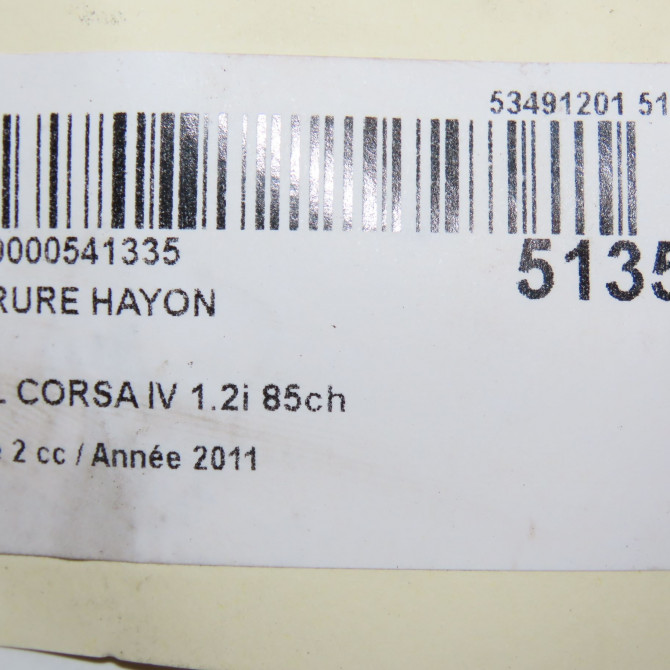 53491201 51
0000541335
5135
RURE HAYON
L CORSA IV 1.2i 85ch
2 cc / Année 2011